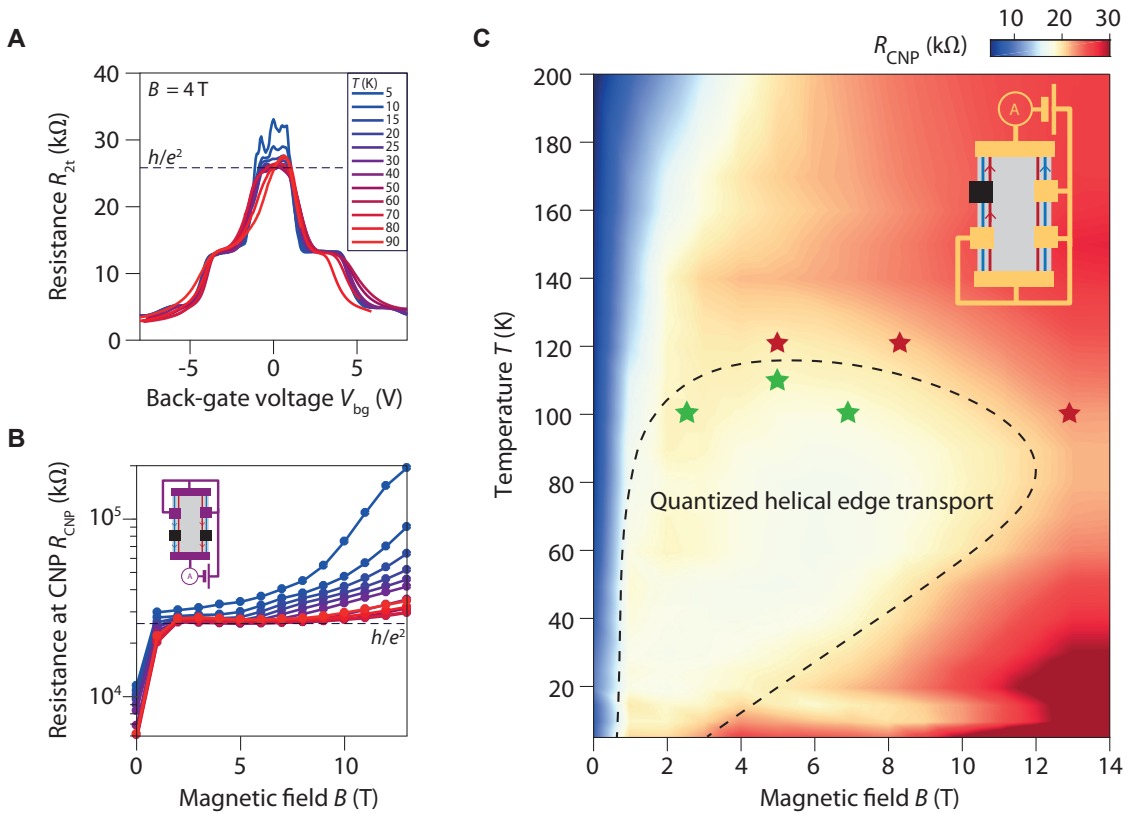 A
B = 4 T
h/e²
T (K)
5
10
15
20
25
30
40
50
60
70
80
90
40
30
20
10
0
-5
0
5
Resistance R2t (kΩ)
Back-gate voltage Vbg (V)
B
Resistance at CNP RCNP (kΩ)
10⁵
10⁴
A
h/e²
0
5
10
Magnetic field B (T)
C
RCNP (kΩ)
10
20
30
A
Temperature T (K)
200
180
160
140
120
100
80
60
40
20
Quantized helical edge transport
0
2
4
6
8
10
12
14
Magnetic field B (T)